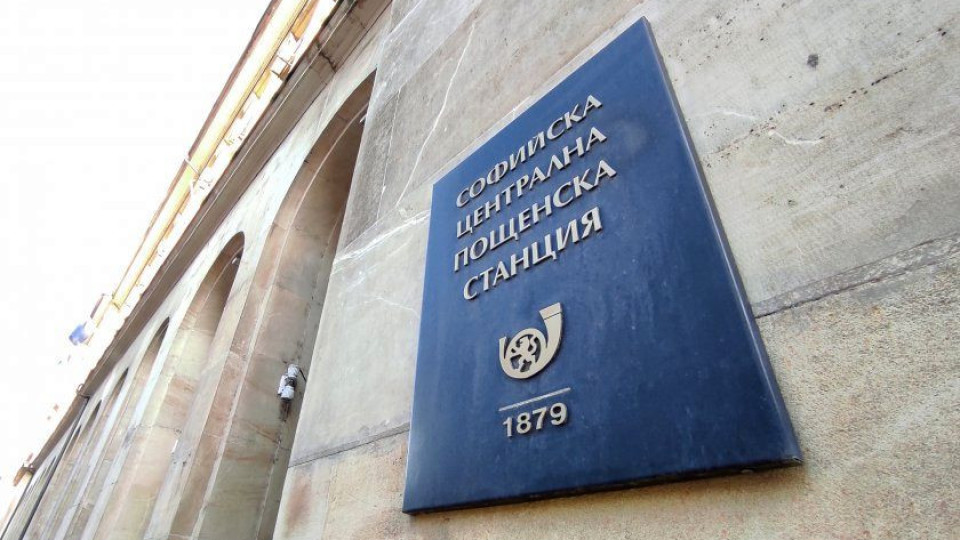 СОФИЙСКА
ЦЕНТРАЛНА
ПОЩЕНСКА
СТАНЦИЯ
1879